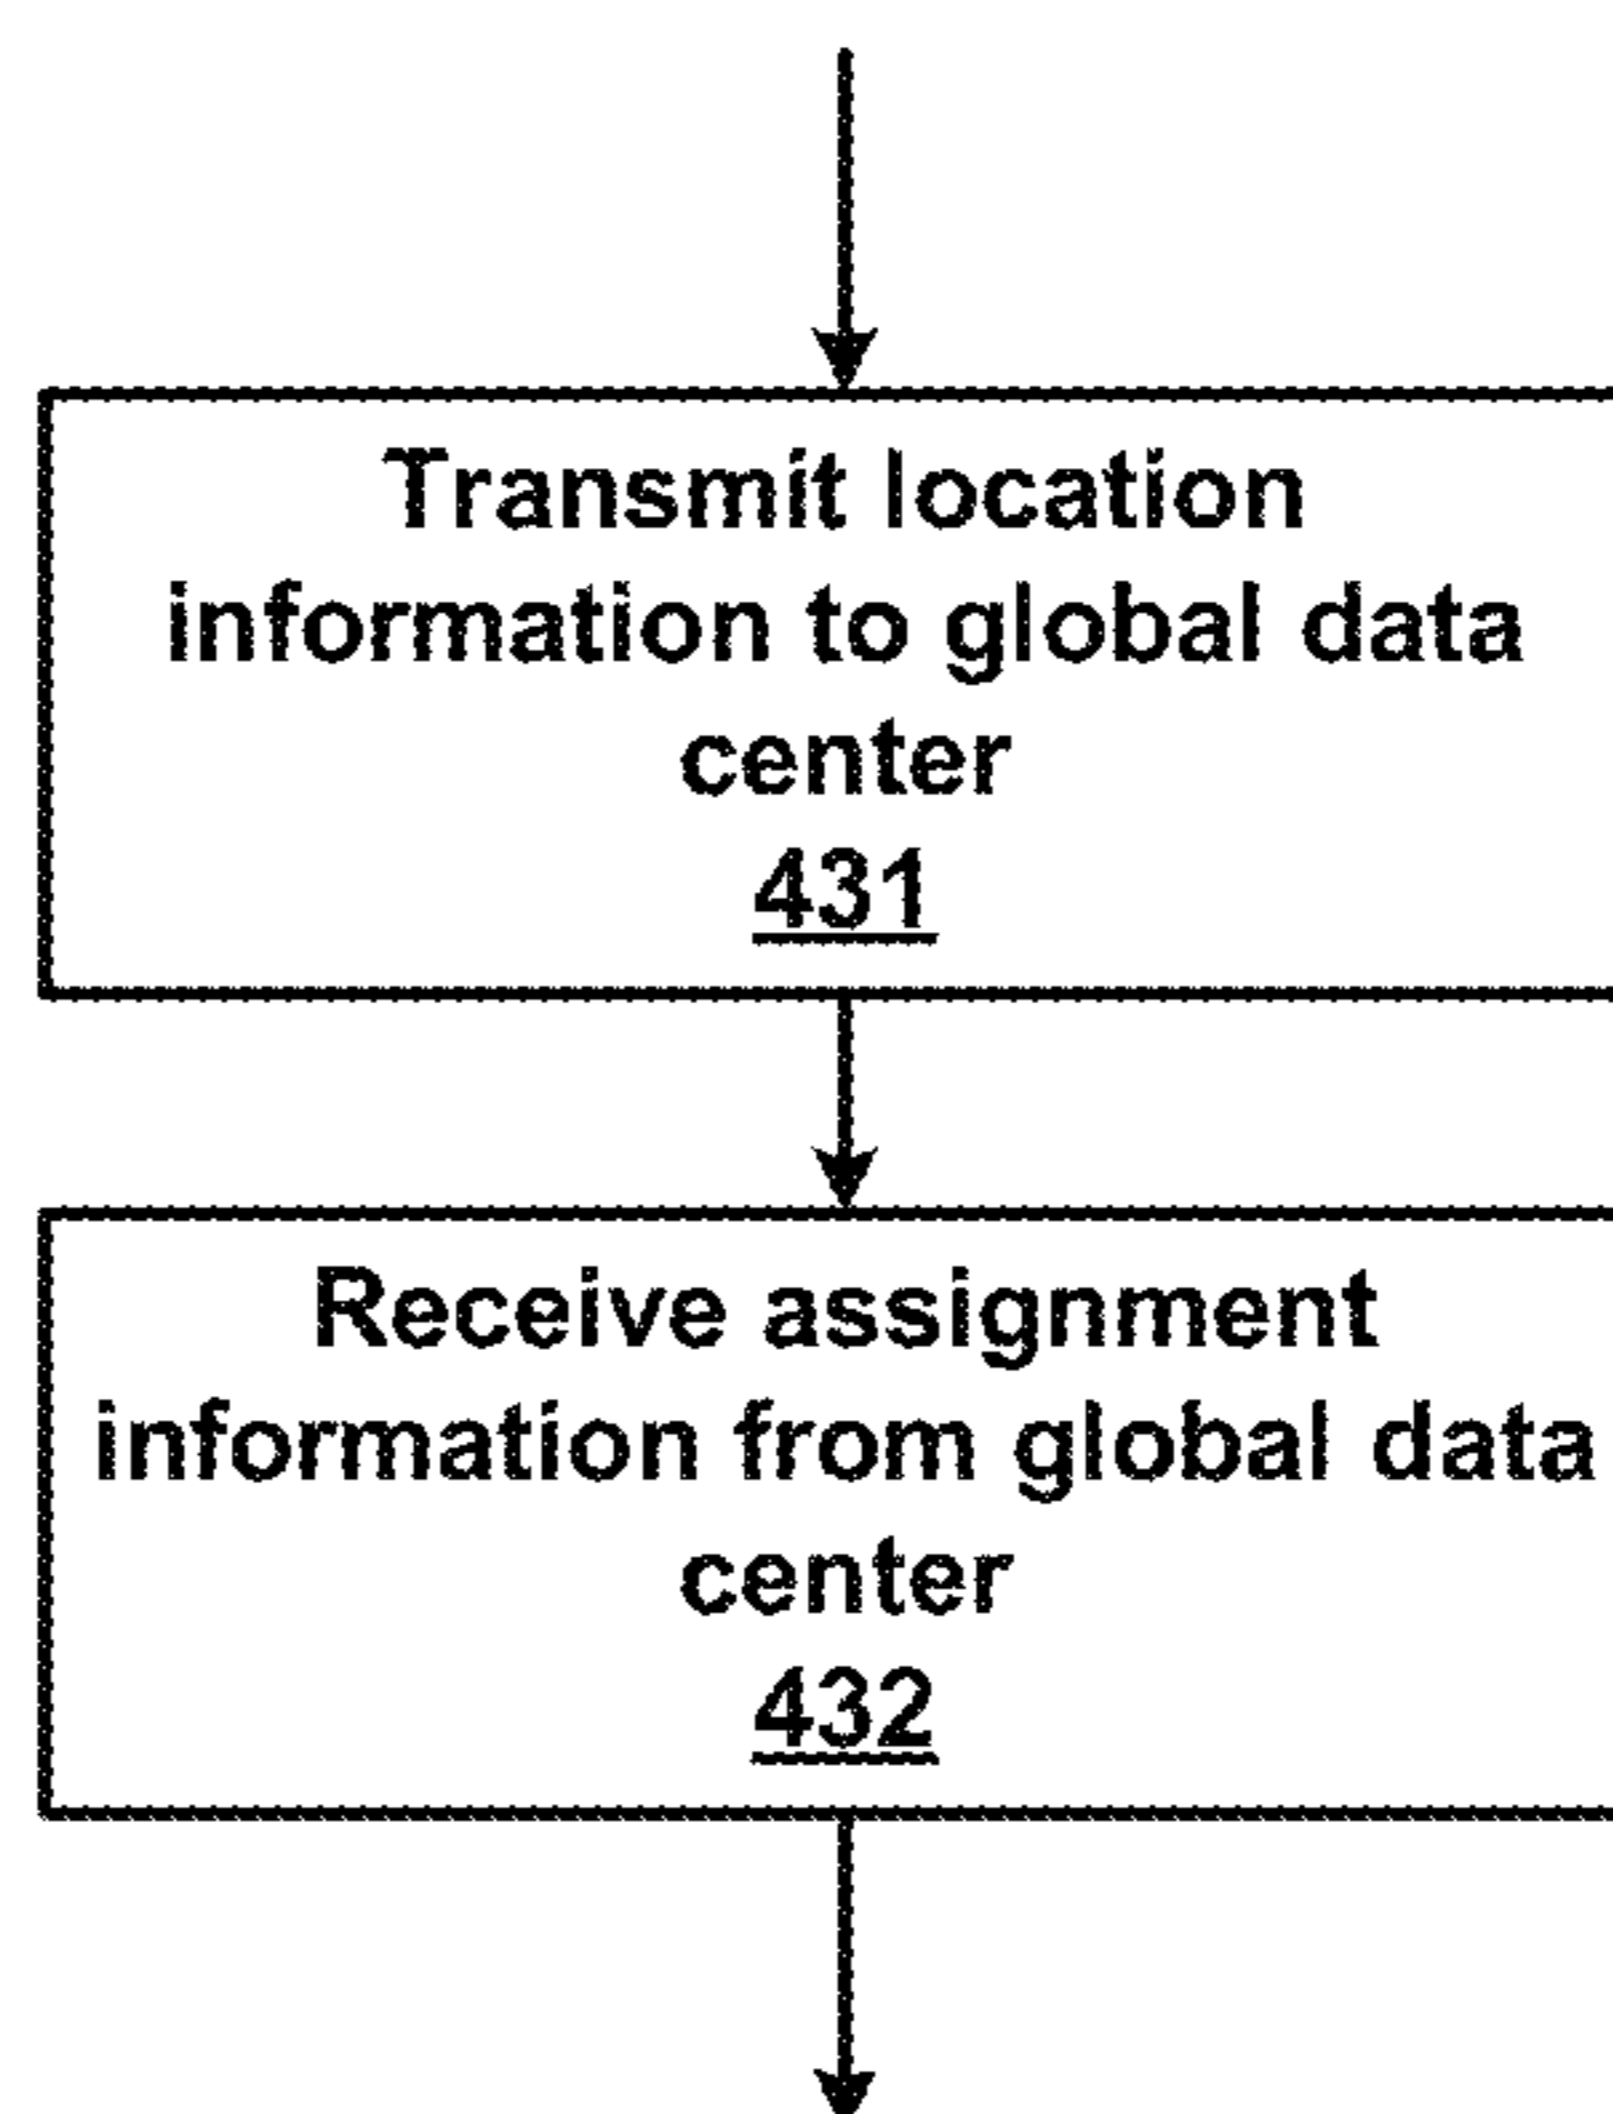 Transmit location
information to global data
center
431
Receive assignment
information from global data
center
432